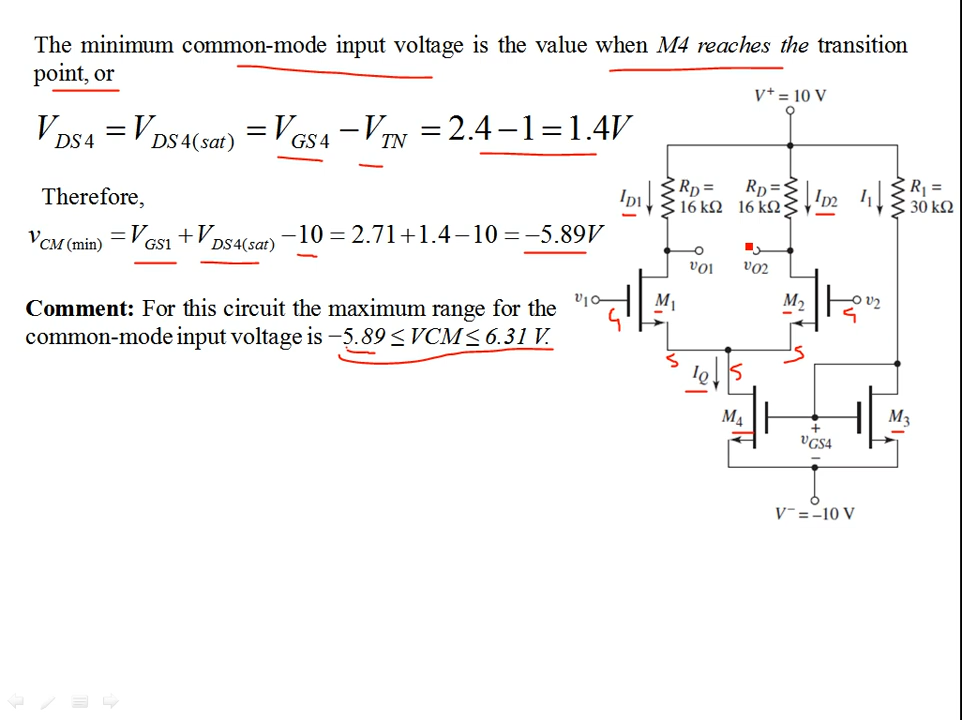 The minimum common-mode input voltage is the value when M4 reaches the transition
point, or
V_DS4 = V_DS4(sat) = V_GS4 − V_TN = 2.4 − 1 = 1.4V
Therefore,
v_CM(min) = V_GS1 + V_DS4(sat) − 10 = 2.71 + 1.4 − 10 = −5.89V
Comment: For this circuit the maximum range for the
common-mode input voltage is −5.89 ≤ VCM ≤ 6.31 V.
V⁺ = 10 V
I_D1
R_D =
16 kΩ
R_D =
16 kΩ
I_D2
I_1
R_1 =
30 kΩ
v_O1
v_O2
v_1
M_1
M_2
v_2
G
G
S
S
I_Q
S
M_4
+
v_GS4
−
M_3
V⁻ = −10 V